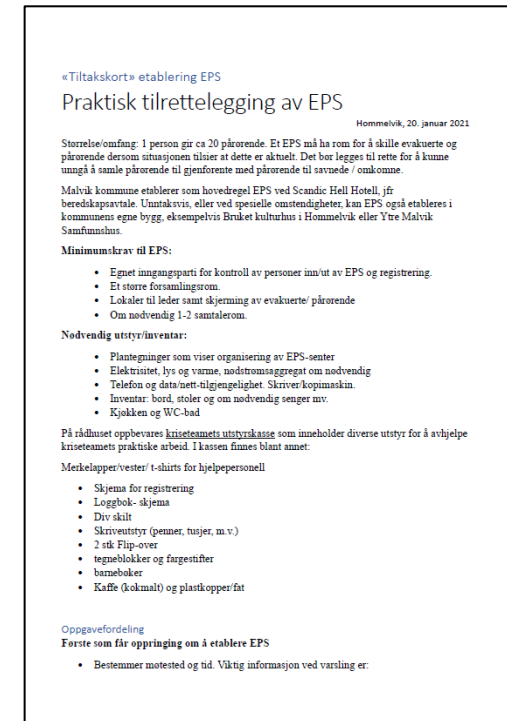 «Tiltakskort» etablering EPS
Praktisk tilrettelegging av EPS
Hommelvik, 20. januar 2021
Størrelse/omfang: 1 person gir ca 20 pårørende. Et EPS må ha rom for å skille evakuerte og
pårørende dersom situasjonen tilsier at dette er aktuelt. Det bør legges til rette for å kunne
unngå å samle pårørende til gjenforente med pårørende til savnede / omkomne.
Malvik kommune etablerer som hovedregel EPS ved Scandic Hell Hotell, jfr
beredskapsavtale. Unntaksvis, eller ved spesielle omstendigheter, kan EPS også etableres i
kommunens egne bygg, eksempelvis Bruket kulturhus i Hommelvik eller Ytre Malvik
Samfunnshus.
Minimumskrav til EPS:
• Egnet inngangsparti for kontroll av personer inn/ut av EPS og registrering.
• Et større forsamlingsrom.
• Lokaler til leder samt skjerming av evakuerte/ pårørende
• Om nødvendig 1-2 samtalerom.
Nødvendig utstyr/inventar:
• Plantegninger som viser organisering av EPS-senter
• Elektrisitet, lys og varme, nødstrømsaggregat om nødvendig
• Telefon og data/nett-tilgjengelighet. Skriver/kopimaskin.
• Inventar: bord, stoler og om nødvendig senger mv.
• Kjøkken og WC-bad
På rådhuset oppbevares kriseteamets utstyrskasse som inneholder diverse utstyr for å avhjelpe
kriseteamets praktiske arbeid. I kassen finnes blant annet:
Merkelapper/vester/ t-shirts for hjelpepersonell
• Skjema for registrering
• Loggbok- skjema
• Div skilt
• Skriveutstyr (penner, tusjer, m.v.)
• 2 stk Flip-over
• tegneblokker og fargestifter
• barnebøker
• Kaffe (kokmalt) og plastkopper/fat
Oppgavefordeling
Første som får oppringing om å etablere EPS
• Bestemmer møtested og tid. Viktig informasjon ved varsling er: